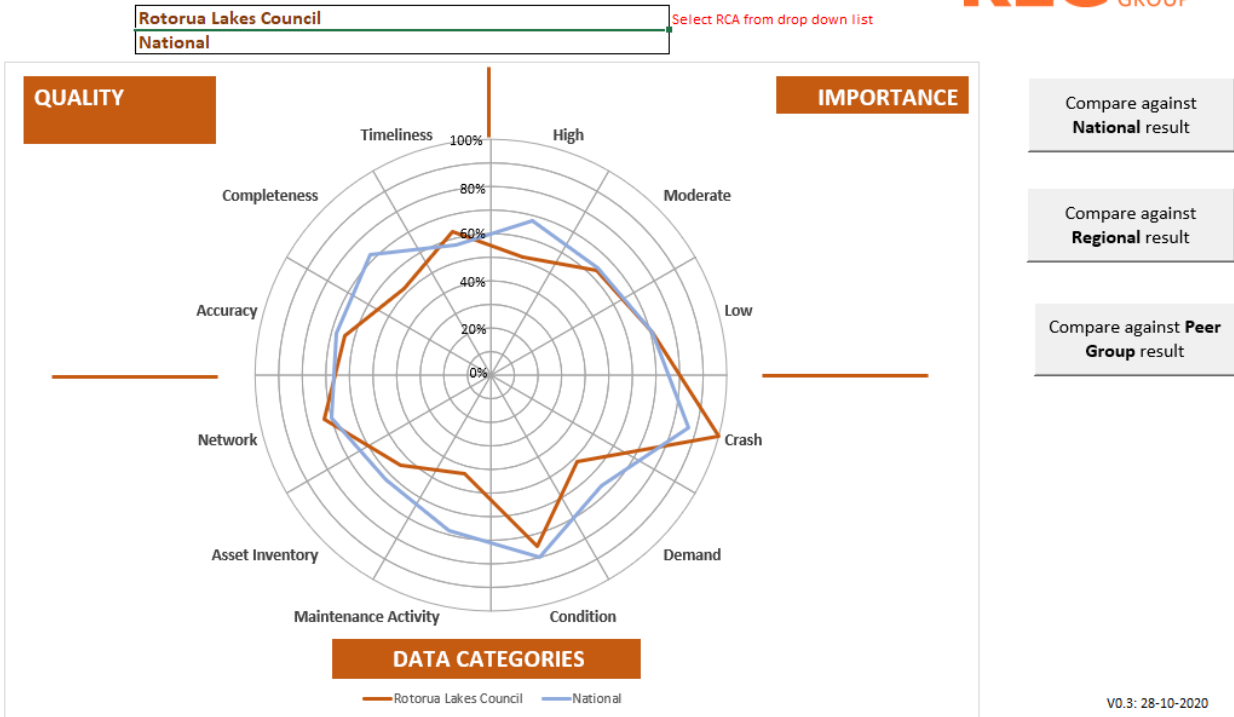 Rotorua Lakes Council
Select RCA from drop down list
GROUP
National
QUALITY
IMPORTANCE
Timeliness
100%
High
Completeness
80%
Moderate
60%
Accuracy
40%
Low
20%
0%
Network
Crash
Asset Inventory
Demand
Maintenance Activity
Condition
DATA CATEGORIES
Rotorua Lakes Council
National
Compare against
National result
Compare against
Regional result
Compare against Peer
Group result
V0.3: 28-10-2020